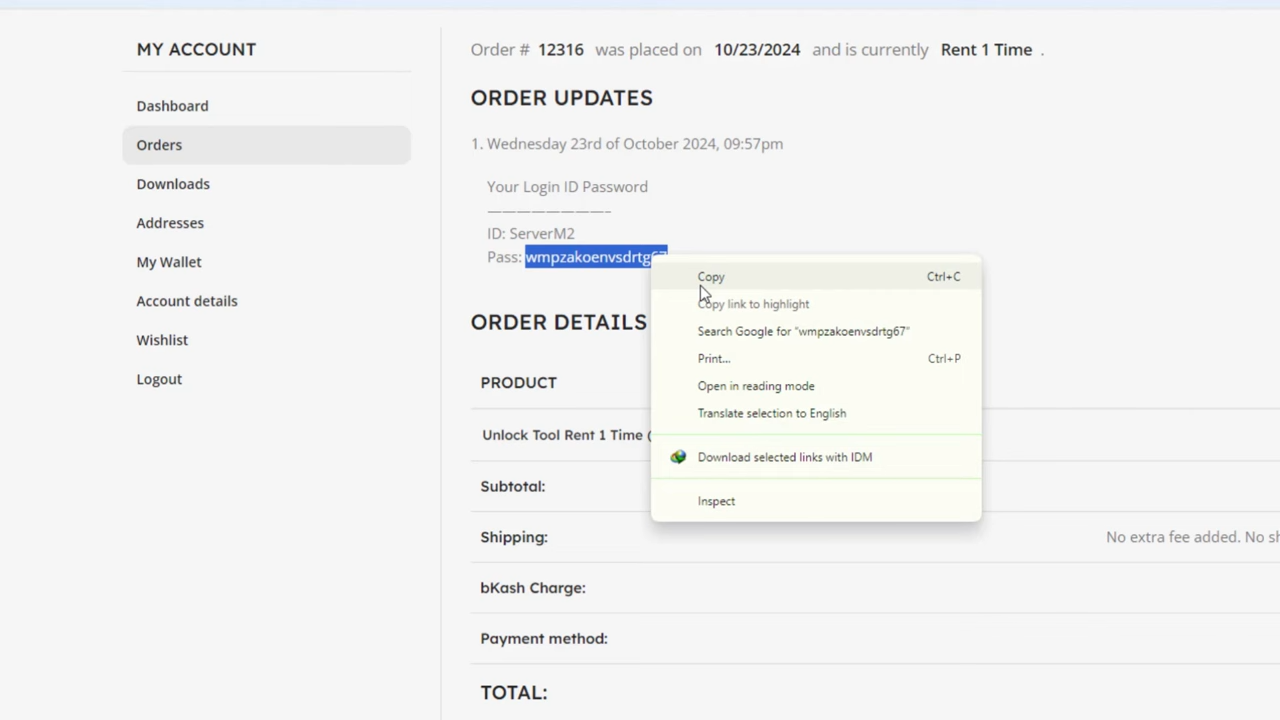 MY ACCOUNT
Dashboard
Orders
Downloads
Addresses
My Wallet
Account details
Wishlist
Logout
Order # 12316 was placed on 10/23/2024 and is currently Rent 1 Time .
ORDER UPDATES
1. Wednesday 23rd of October 2024, 09:57pm
Your Login ID Password
————————–
ID: ServerM2
Pass: wmpzakoenvsdrtg67
Copy Ctrl+C
Copy link to highlight
Search Google for "wmpzakoenvsdrtg67"
Print... Ctrl+P
Open in reading mode
Translate selection to English
Download selected links with IDM
Inspect
ORDER DETAILS
PRODUCT
Unlock Tool Rent 1 Time (
Subtotal:
Shipping: No extra fee added. No
bKash Charge:
Payment method:
TOTAL: